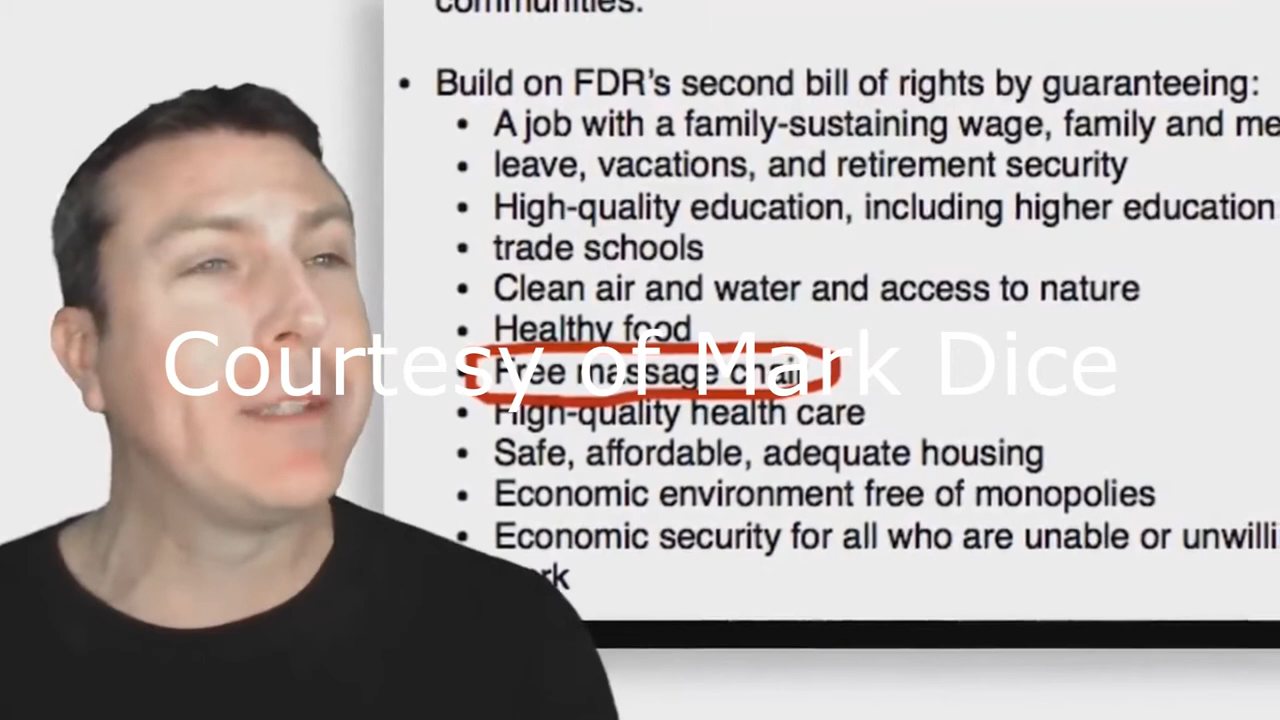 communities.
• Build on FDR's second bill of rights by guaranteeing:
• A job with a family-sustaining wage, family and me
• leave, vacations, and retirement security
• High-quality education, including higher education
• trade schools
• Clean air and water and access to nature
• Healthy food
Courtesy of Mark Dice
• Free massage chair
• High-quality health care
• Safe, affordable, adequate housing
• Economic environment free of monopolies
• Economic security for all who are unable or unwilli
rk